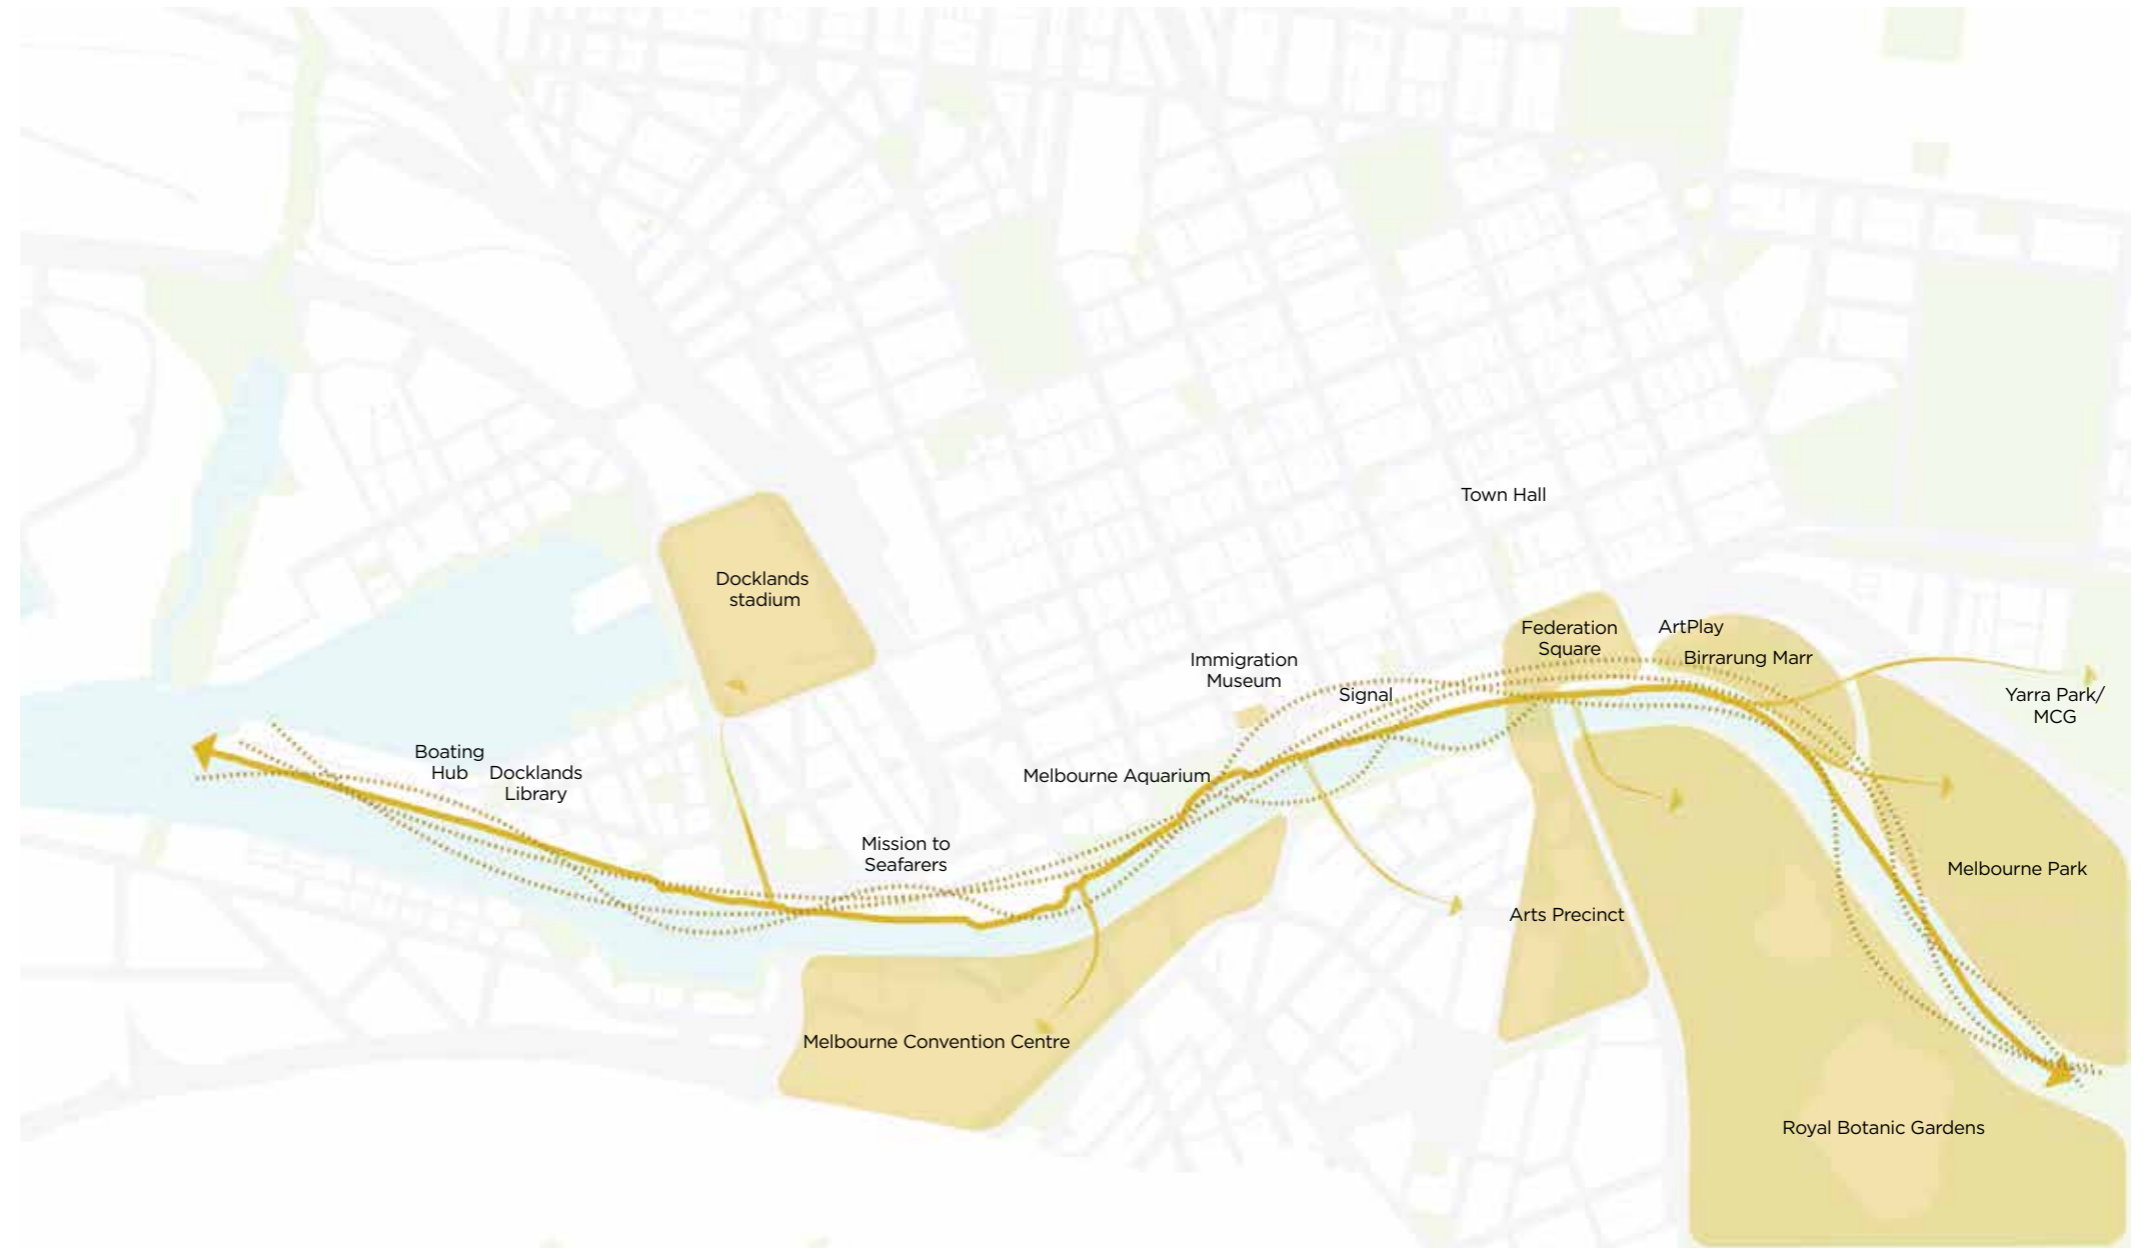 Town Hall
Docklands
stadium
Federation
Square
ArtPlay
Birrarung Marr
Immigration
Museum
Signal
Yarra Park/
MCG
Boating
Hub
Docklands
Library
Melbourne Aquarium
Mission to
Seafarers
Melbourne Park
Arts Precinct
Melbourne Convention Centre
Royal Botanic Gardens